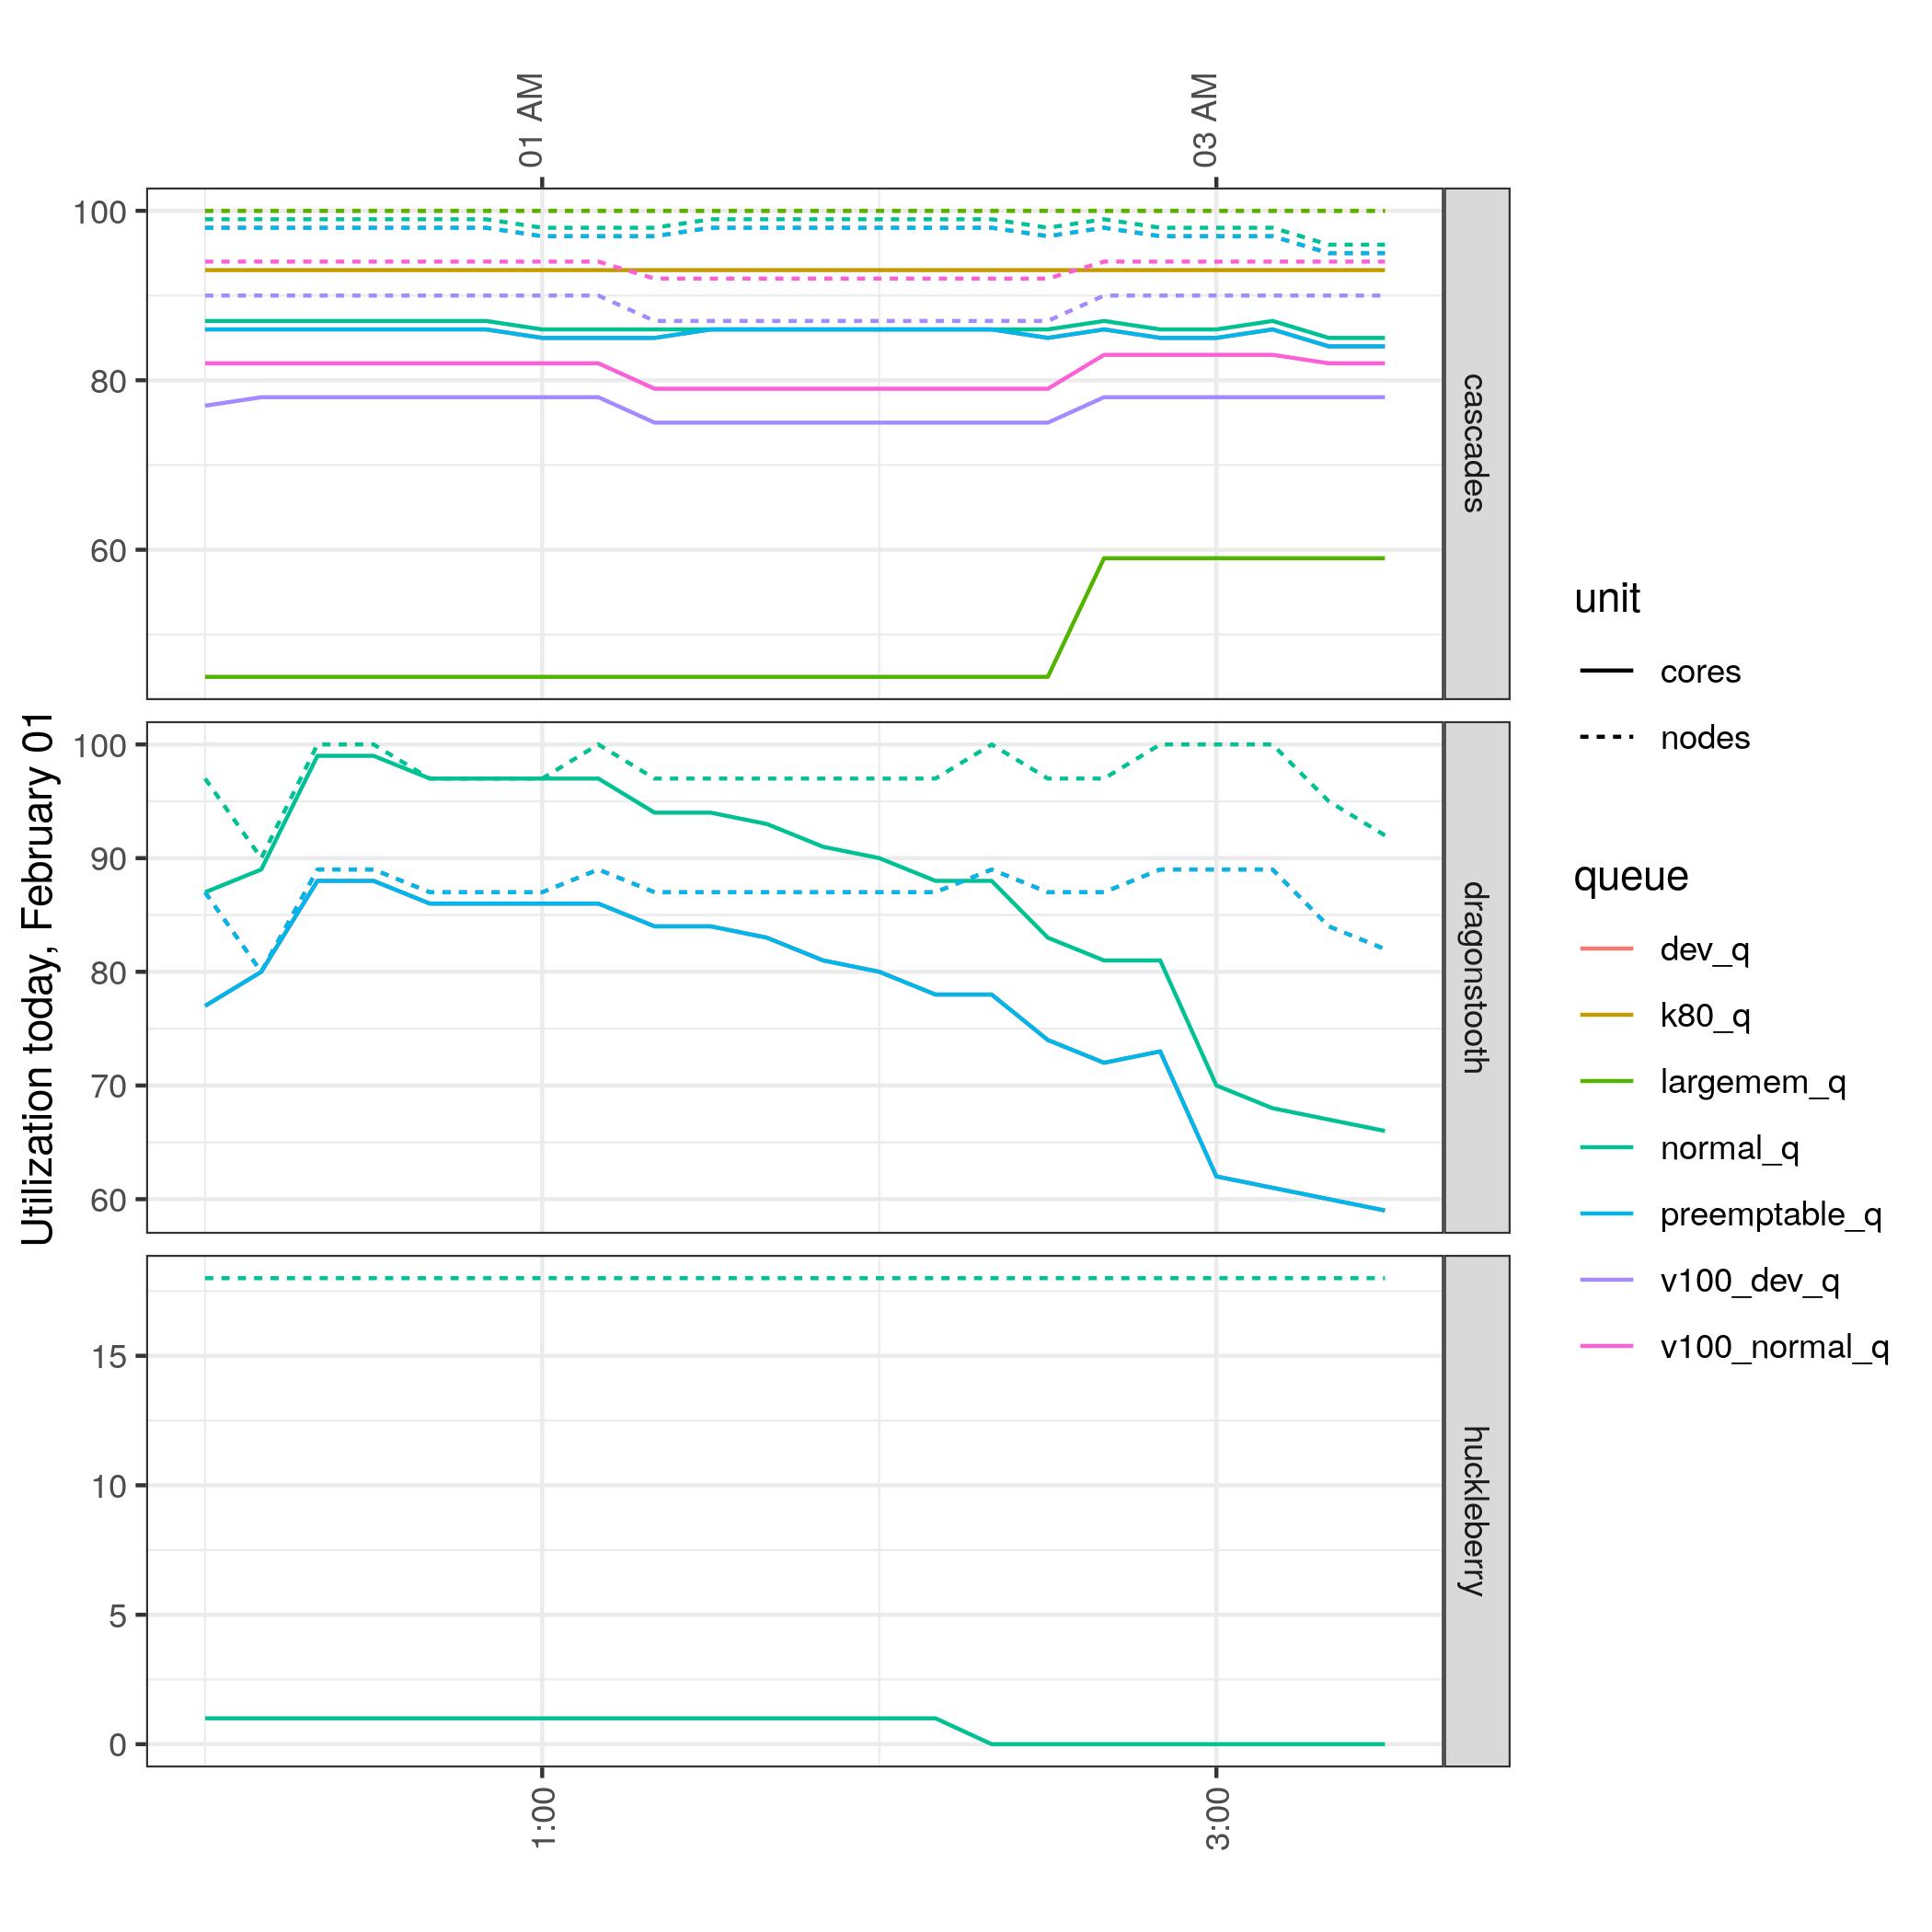 01 AM
03 AM
Utilization today, February 01
100
80
60
cascades
100
90
80
70
60
dragonstooth
15
10
5
0
huckleberry
1:00
3:00
unit
cores
nodes
queue
dev_q
k80_q
largemem_q
normal_q
preemptable_q
v100_dev_q
v100_normal_q